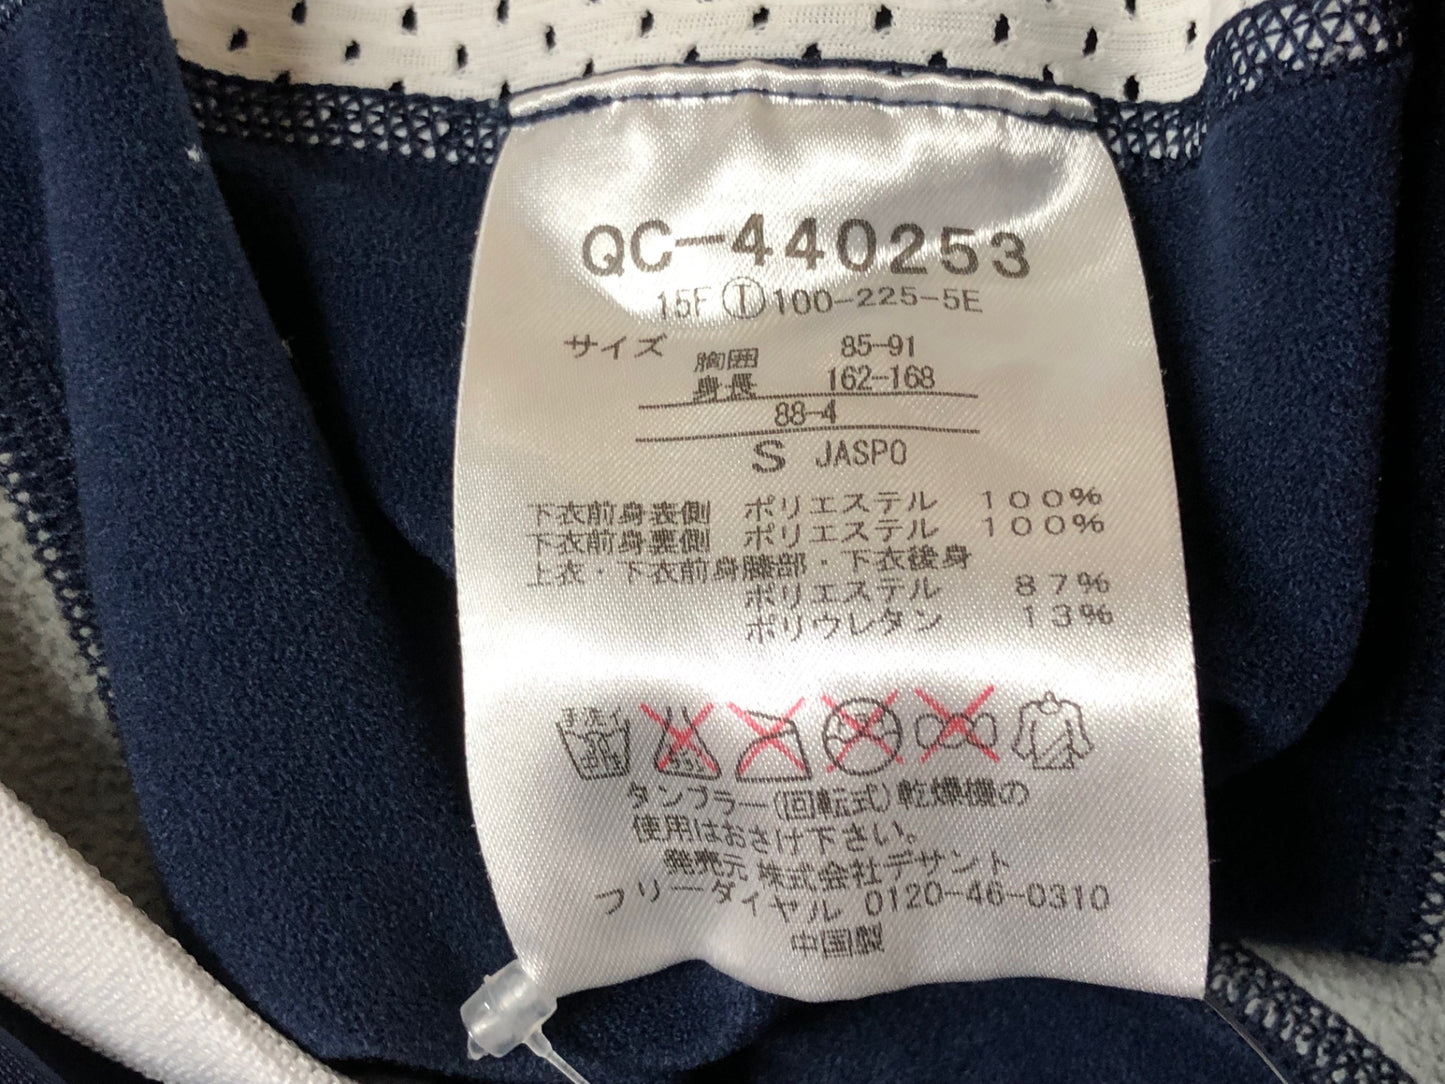 QC-440253
15F Ⓘ 100-225-5E
サイズ 胸囲 85-91
身長 162-168
88-4
S JASPO
下衣前身表側 ポリエステル 100%
下衣前身裏側 ポリエステル 100%
上衣・下衣前身膝部・下衣後身
ポリエステル 87%
ポリウレタン 13%
タンブラー(回転式)乾燥機の
使用はおさけ下さい。
発売元 株式会社デサント
フリーダイヤル 0120-46-0310
中国製